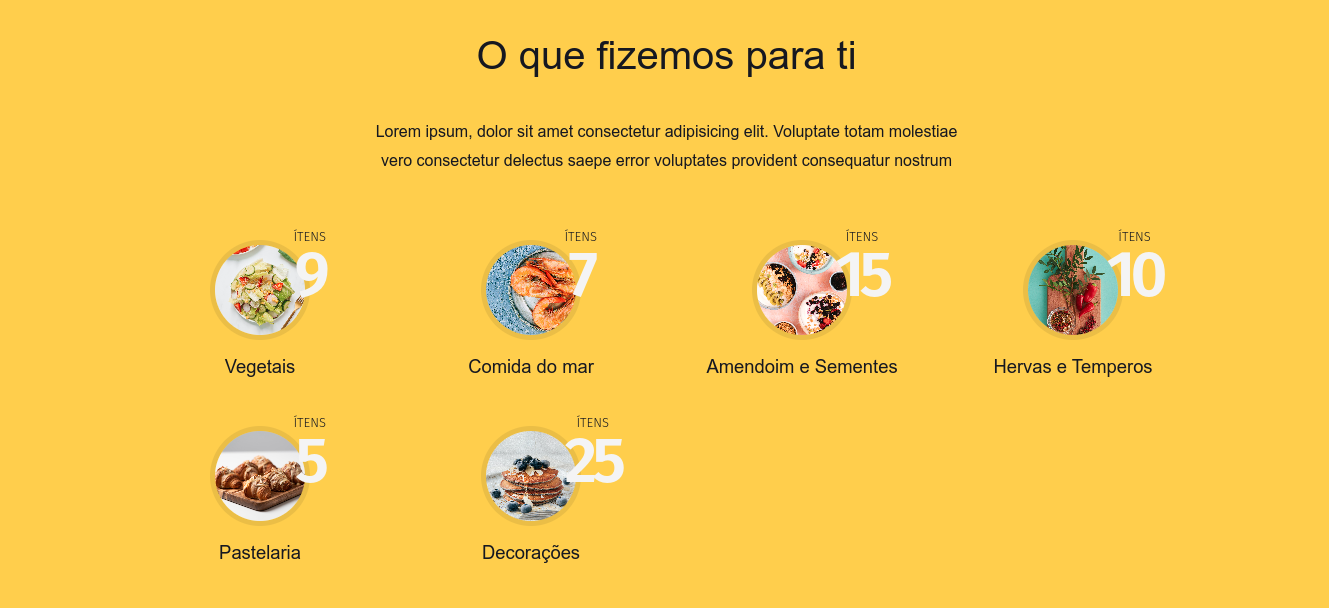 O que fizemos para ti
Lorem ipsum, dolor sit amet consectetur adipisicing elit. Voluptate totam molestiae
vero consectetur delectus saepe error voluptates provident consequatur nostrum
ÍTENS
9
Vegetais
ÍTENS
7
Comida do mar
ÍTENS
15
Amendoim e Sementes
ÍTENS
10
Hervas e Temperos
ÍTENS
5
Pastelaria
ÍTENS
25
Decorações